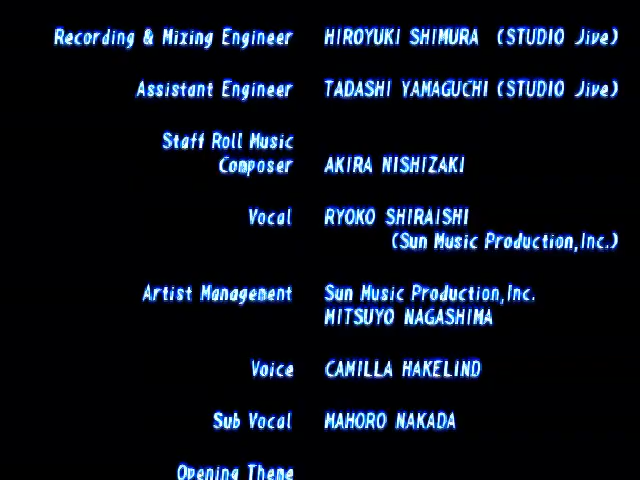 Recording & Mixing Engineer HIROYUKI SHIMURA (STUDIO Jive)
Assistant Engineer TADASHI YAMAGUCHI (STUDIO Jive)
Staff Roll Music
Composer AKIRA NISHIZAKI
Vocal RYOKO SHIRAISHI
(Sun Music Production,Inc.)
Artist Management Sun Music Production,Inc.
MITSUYO NAGASHIMA
Voice CAMILLA HAKELIND
Sub Vocal MAHORO NAKADA
Opening Theme